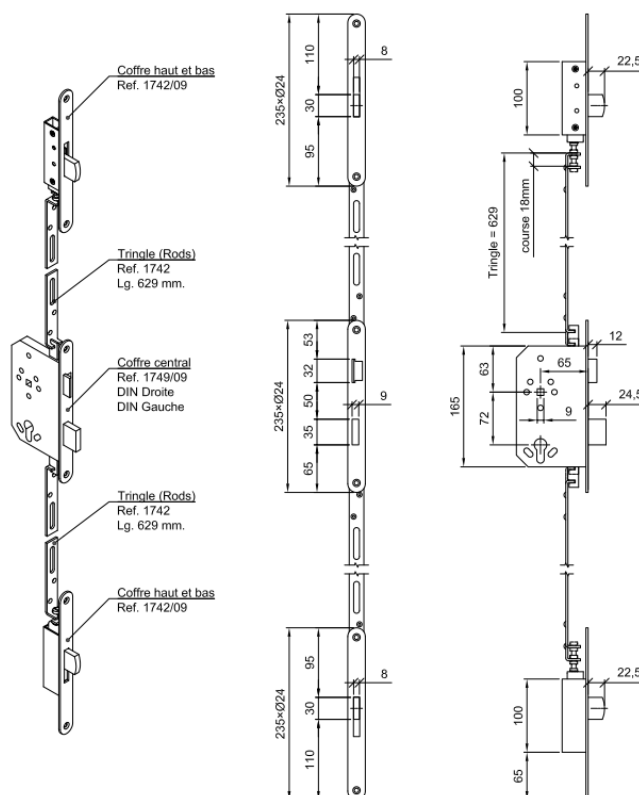 Coffre haut et bas
Ref. 1742/09
Tringle (Rods)
Ref. 1742
Lg. 629 mm.
Coffre central
Ref. 1749/09
DIN Droite
DIN Gauche
Tringle (Rods)
Ref. 1742
Lg. 629 mm.
Coffre haut et bas
Ref. 1742/09
235×Ø24
110
30
95
8
235×Ø24
53
32
50
35
65
9
235×Ø24
95
30
110
8
22,5
100
course 18mm
Tringle = 629
12
65
63
165
72
9
24,5
22,5
100
65